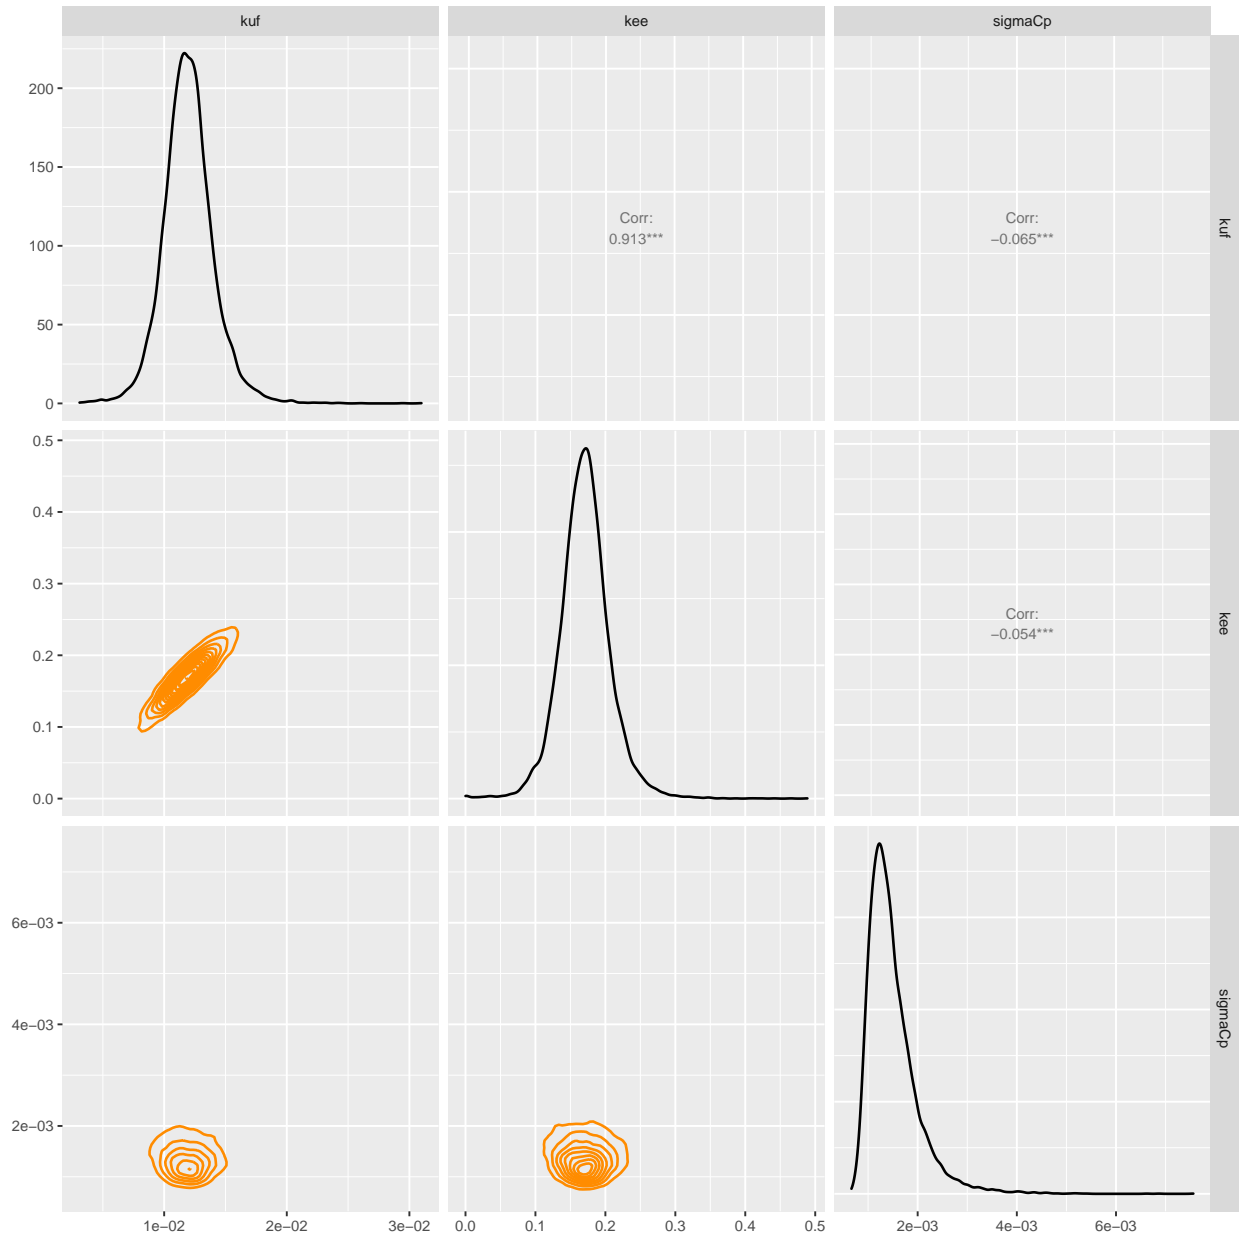 kuf kee sigmaCp
200
150
100
50
0
Corr:
0.913***
Corr:
−0.065***
kuf
0.5
0.4
0.3
0.2
0.1
0.0
Corr:
−0.054***
kee
6e−03
4e−03
2e−03
sigmaCp
1e−02 2e−02 3e−02 0.0 0.1 0.2 0.3 0.4 0.5 2e−03 4e−03 6e−03